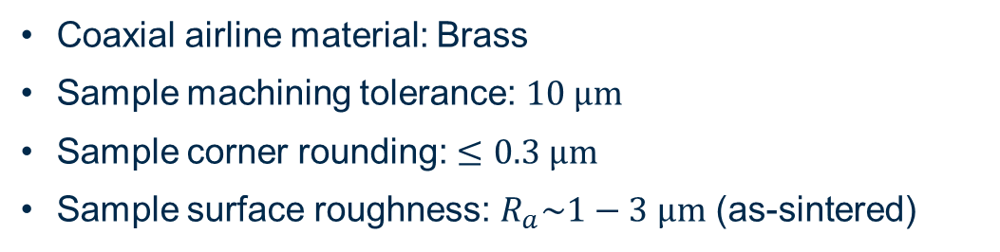 • Coaxial airline material: Brass
• Sample machining tolerance: 10 μm
• Sample corner rounding: ≤ 0.3 μm
• Sample surface roughness: Rₐ~1 − 3 μm (as-sintered)